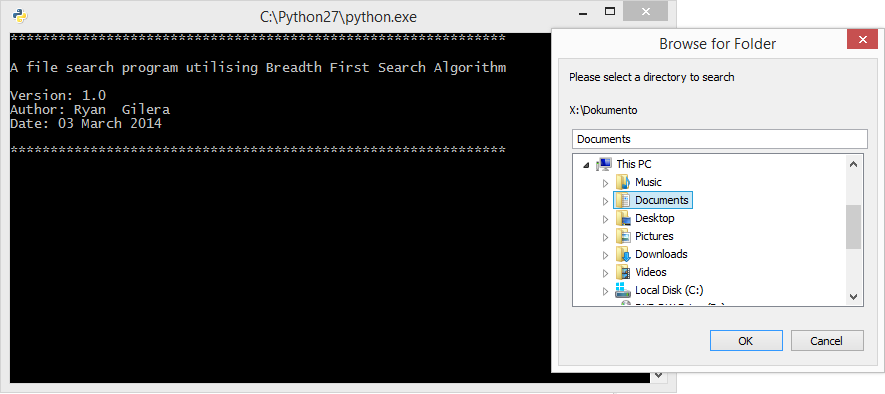 C:\Python27\python.exe
**************************************************************
A file search program utilising Breadth First Search Algorithm
Version: 1.0
Author: Ryan  Gilera
Date: 03 March 2014
**************************************************************
Browse for Folder
Please select a directory to search
X:\Dokumento
Documents
This PC
Music
Documents
Desktop
Pictures
Downloads
Videos
Local Disk (C:)
OK
Cancel